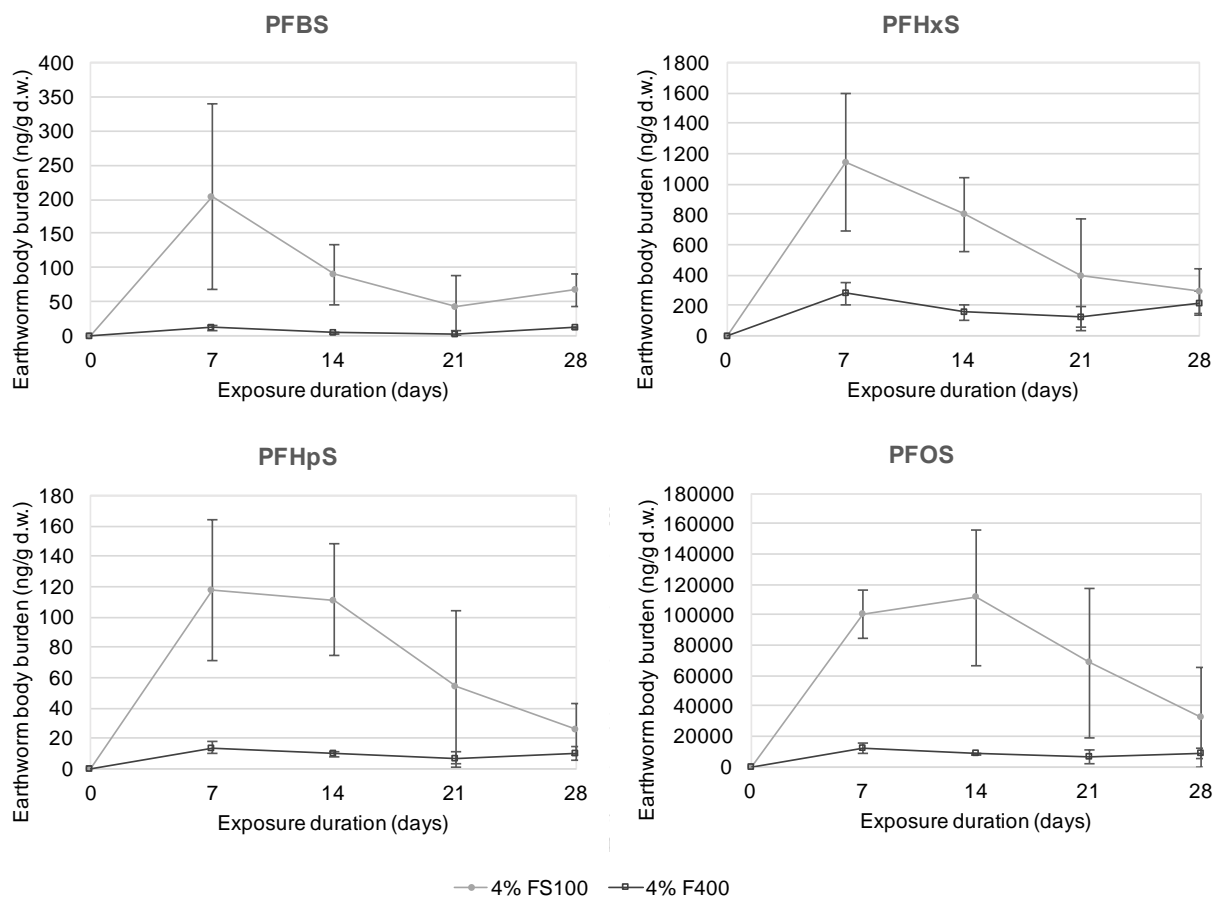 PFBS
Earthworm body burden (ng/g d.w.)
400
350
300
250
200
150
100
50
0
0 7 14 21 28
Exposure duration (days)
PFHxS
Earthworm body burden (ng/g d.w.)
1800
1600
1400
1200
1000
800
600
400
200
0
0 7 14 21 28
Exposure duration (days)
PFHpS
Earthworm body burden (ng/g d.w.)
180
160
140
120
100
80
60
40
20
0
0 7 14 21 28
Exposure duration (days)
PFOS
Earthworm body burden (ng/g d.w.)
180000
160000
140000
120000
100000
80000
60000
40000
20000
0
0 7 14 21 28
Exposure duration (days)
4% FS100 4% F400